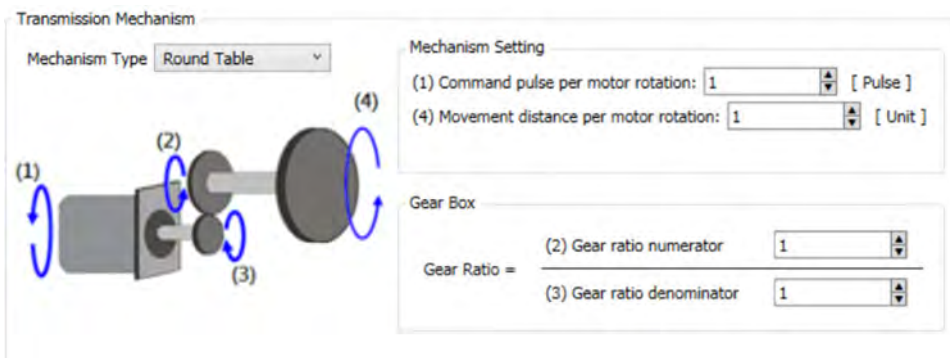 Transmission Mechanism
Mechanism Type Round Table
Mechanism Setting
(1) Command pulse per motor rotation: 1 [ Pulse ]
(4) Movement distance per motor rotation: 1 [ Unit ]
(1)
(2)
(3)
(4)
Gear Box
Gear Ratio =
(2) Gear ratio numerator 1
(3) Gear ratio denominator 1